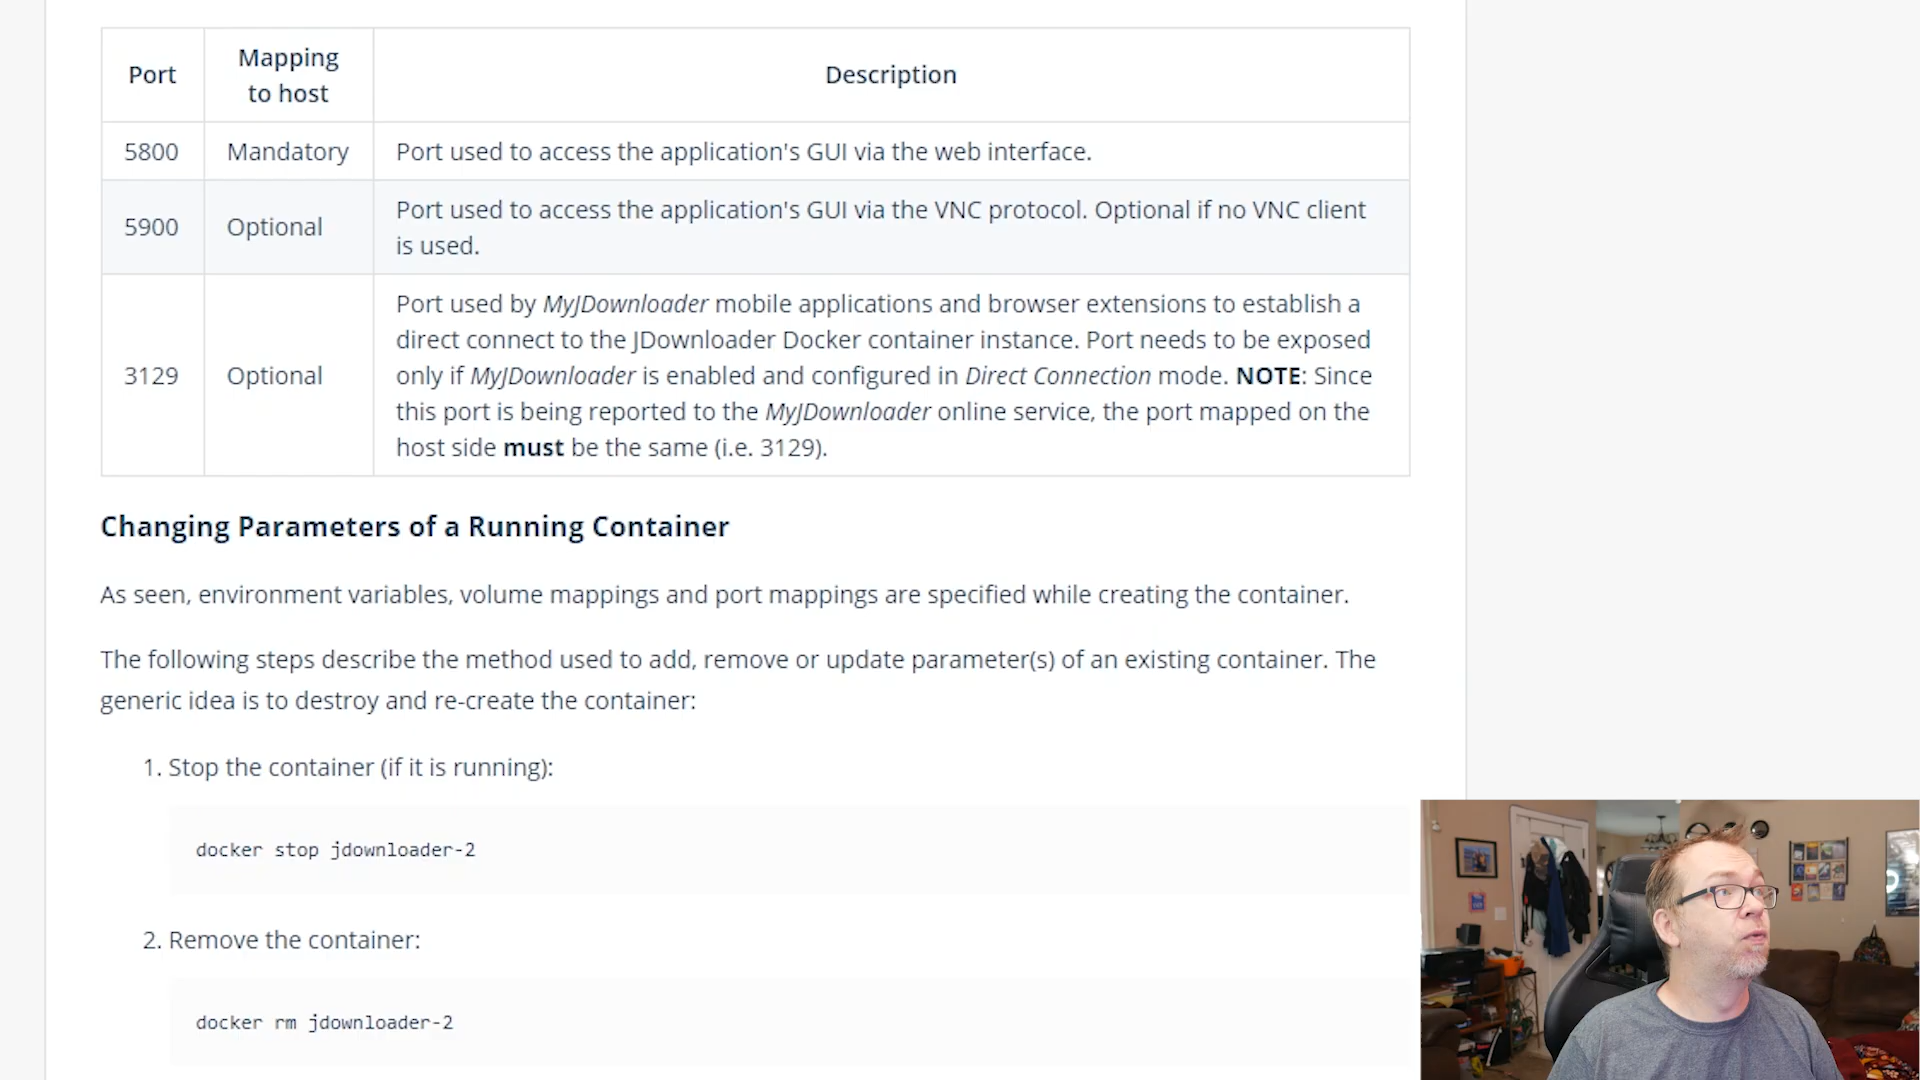 Port
Mapping
to host
Description
5800
Mandatory
Port used to access the application's GUI via the web interface.
5900
Optional
Port used to access the application's GUI via the VNC protocol. Optional if no VNC client
is used.
3129
Optional
Port used by MyJDownloader mobile applications and browser extensions to establish a
direct connect to the JDownloader Docker container instance. Port needs to be exposed
only if MyJDownloader is enabled and configured in Direct Connection mode. NOTE: Since
this port is being reported to the MyJDownloader online service, the port mapped on the
host side must be the same (i.e. 3129).
Changing Parameters of a Running Container
As seen, environment variables, volume mappings and port mappings are specified while creating the container.
The following steps describe the method used to add, remove or update parameter(s) of an existing container. The
generic idea is to destroy and re-create the container:
1. Stop the container (if it is running):
docker stop jdownloader-2
2. Remove the container:
docker rm jdownloader-2